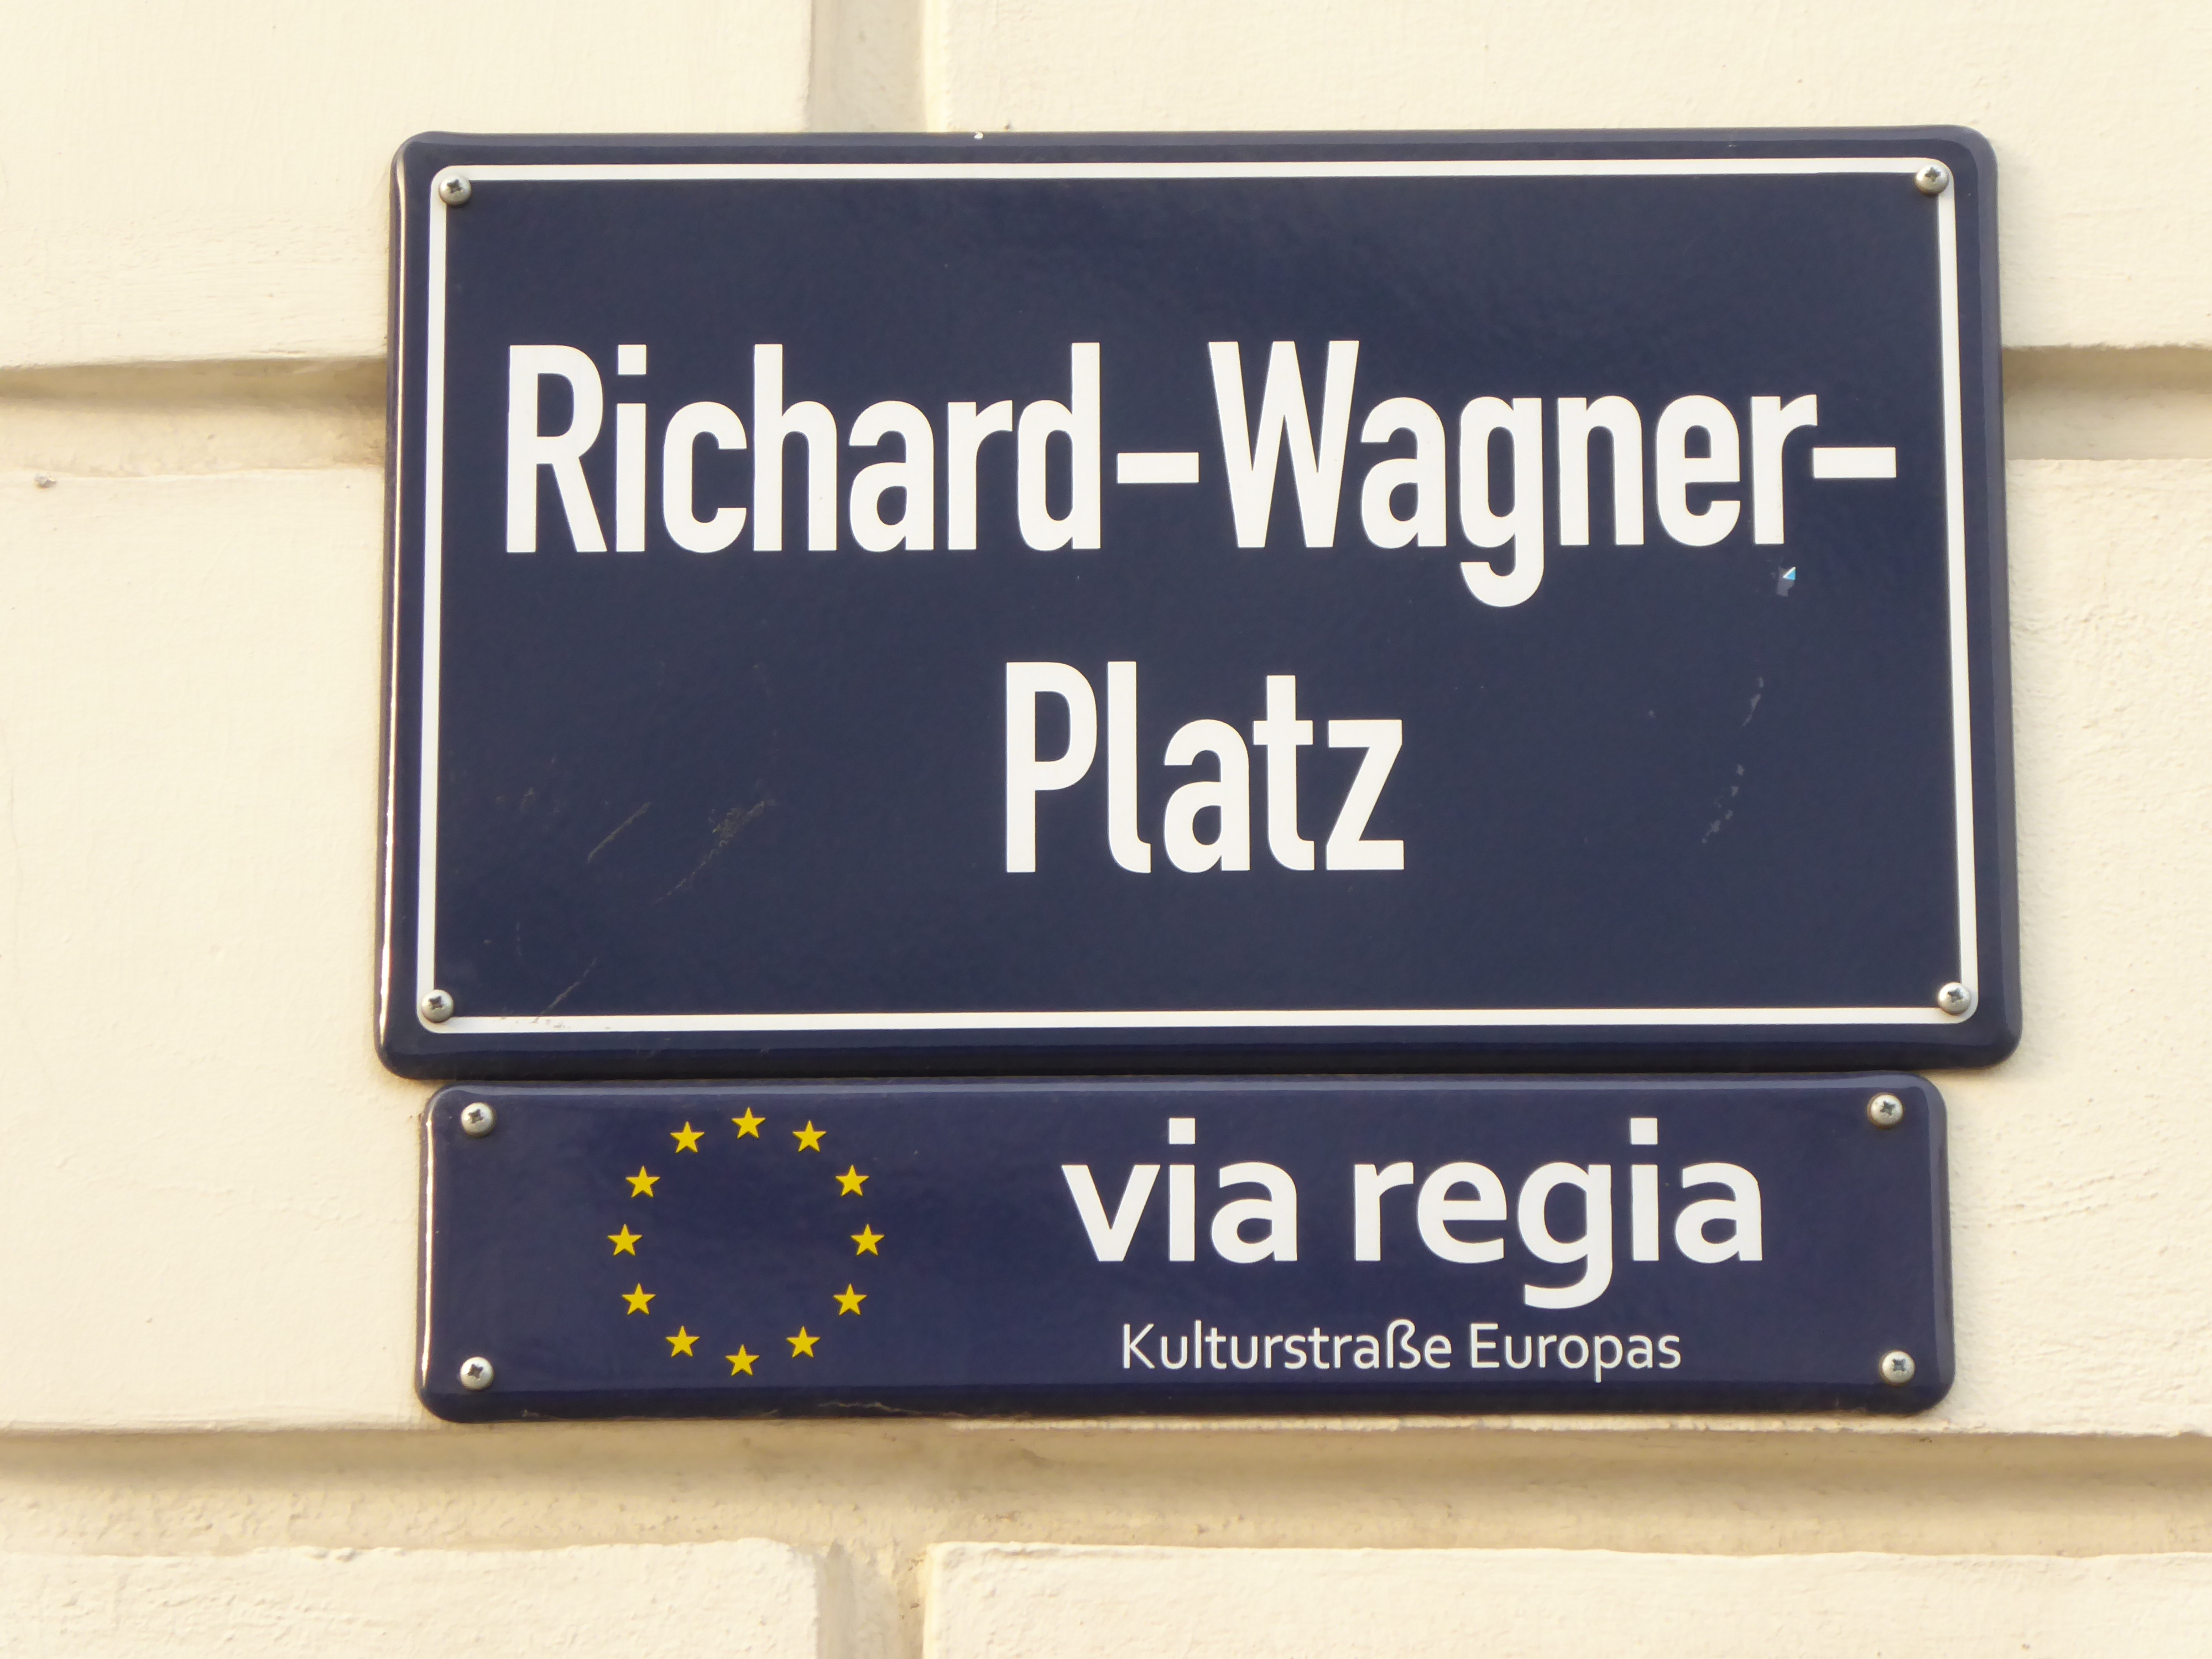 Richard-Wagner-
Platz
via regia
Kulturstraße Europas